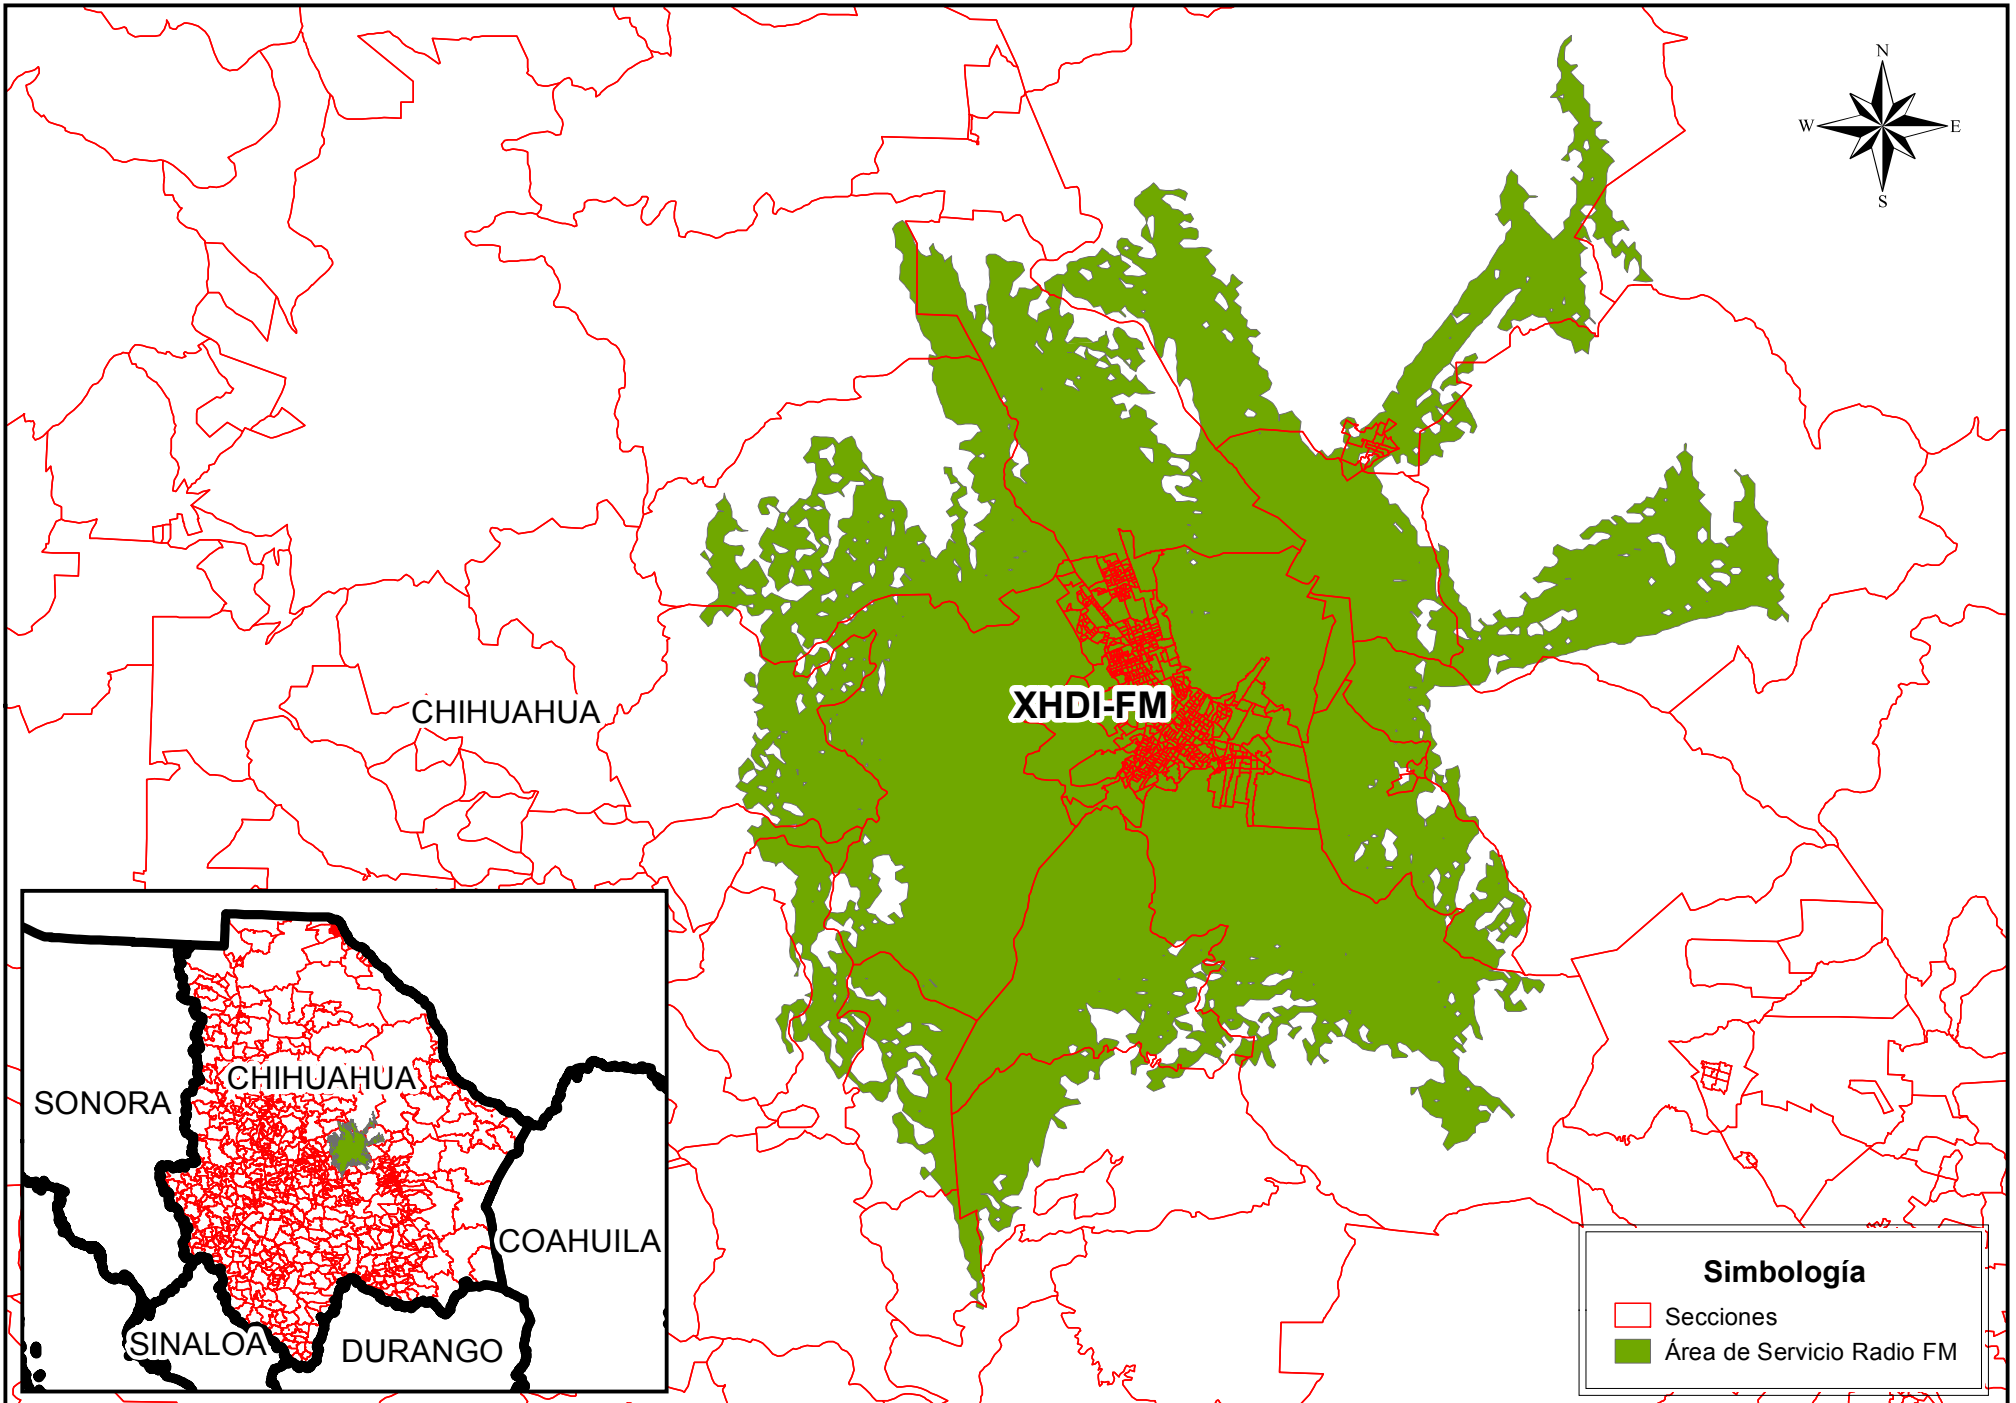 N
W E
S
CHIHUAHUA
XHDI-FM
CHIHUAHUA
SONORA
COAHUILA
SINALOA
DURANGO
Simbología
Secciones
Área de Servicio Radio FM